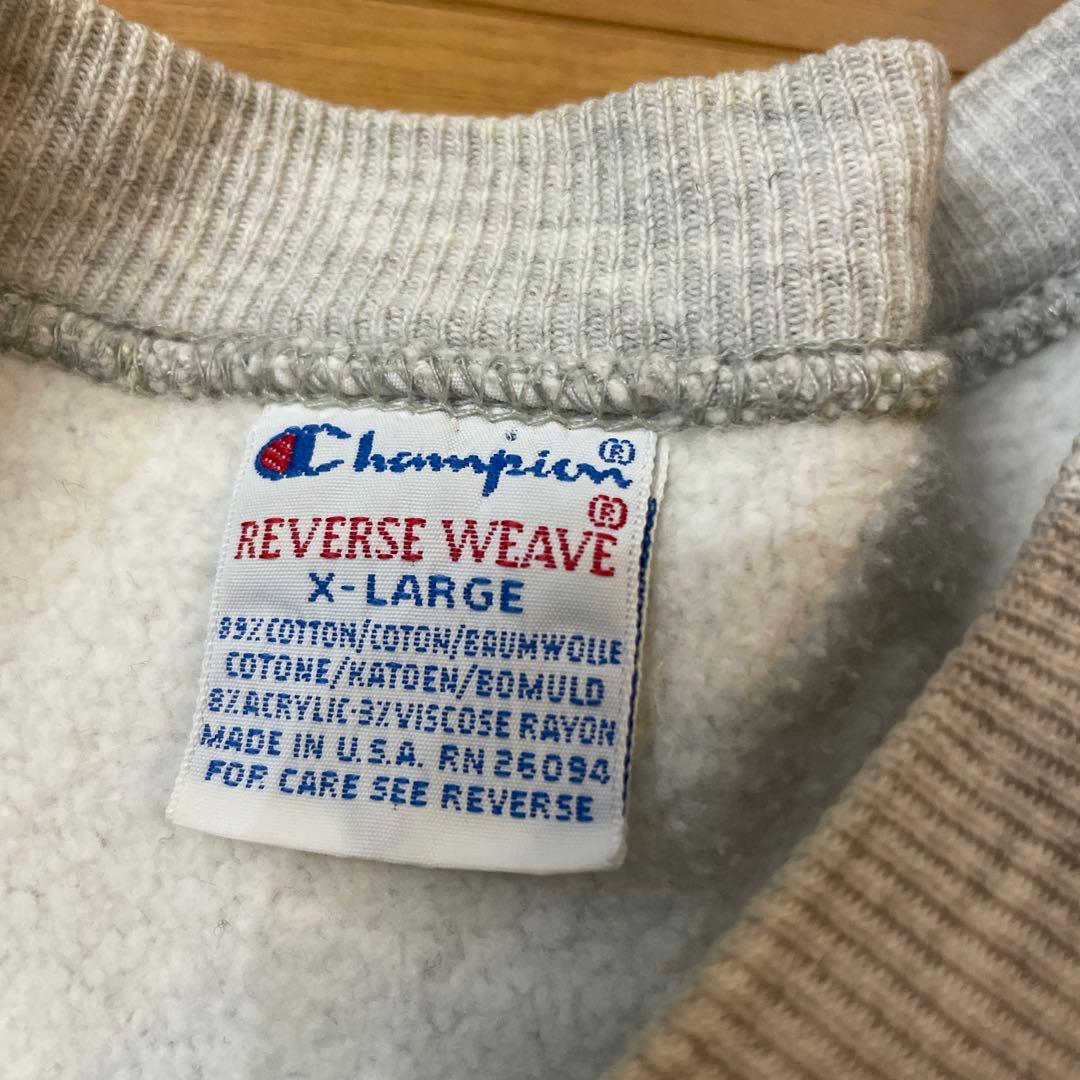 Champion®
REVERSE WEAVE®
X-LARGE
89% COTTON/COTON/BAUMWOLLE
COTONE/KATOEN/BOMULD
8% ACRYLIC-3% VISCOSE RAYON
MADE IN U.S.A. RN 26094
FOR CARE SEE REVERSE